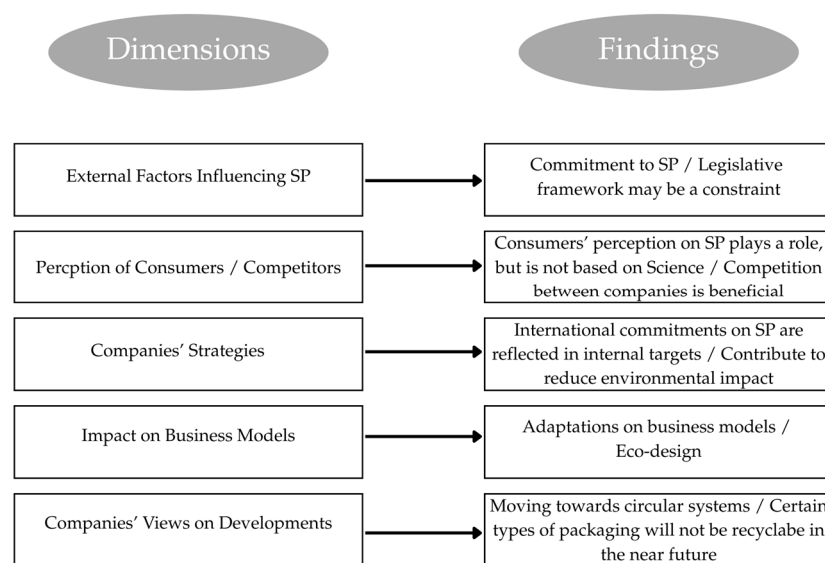 Dimensions
Findings
External Factors Influencing SP
Commitment to SP / Legislative
framework may be a constraint
Perception of Consumers / Competitors
Consumers' perception on SP plays a role,
but is not based on Science / Competition
between companies is beneficial
Companies' Strategies
International commitments on SP are
reflected in internal targets / Contribute to
reduce environmental impact
Impact on Business Models
Adaptations on business models /
Eco-design
Companies' Views on Developments
Moving towards circular systems / Certain
types of packaging will not be recyclabe in
the near future